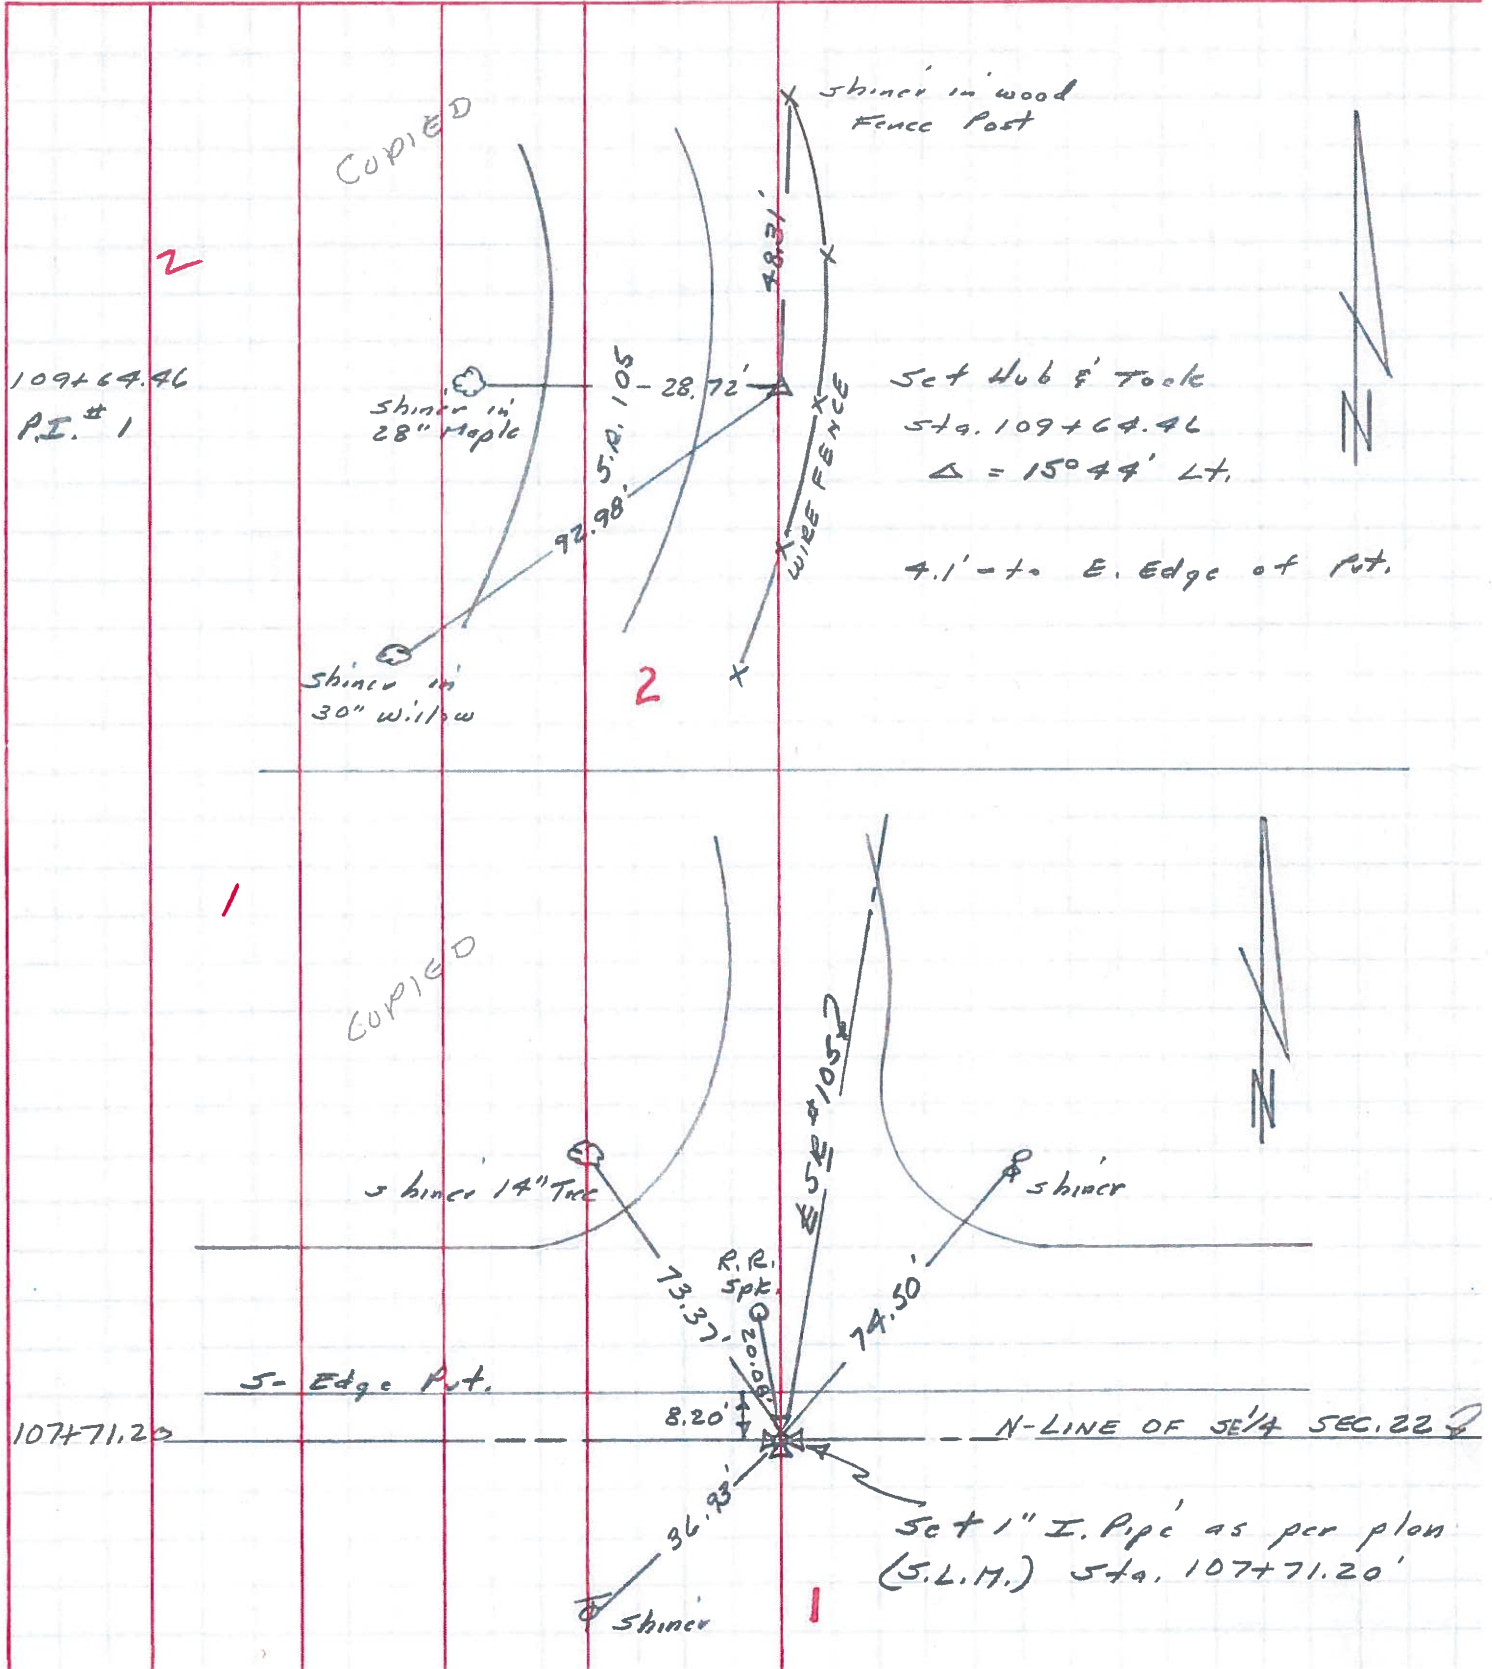 COPIED
shiner in wood
Fence Post
2
48.31'
109+64.46
P.I. #1
shiner in
28" Maple
S.R. 105
28.72'
WIRE FENCE
Set Hub & Tack
Sta. 109+64.46
Δ = 15°44' Lt.
N
92.98'
4.1' - to E. Edge of Pvt.
shiner in
30" willow
2
1
COPIED
℄ SR #105
N
shiner 14" Tree
shiner
R.R.
Spk.
73.37'
20.08'
74.50'
S- Edge Pvt.
8.20'
107+71.20
N-LINE OF SE 1/4 SEC. 22
36.93'
Set 1" I. Pipe as per plan
(S.L.M.) Sta. 107+71.20'
shiner
1